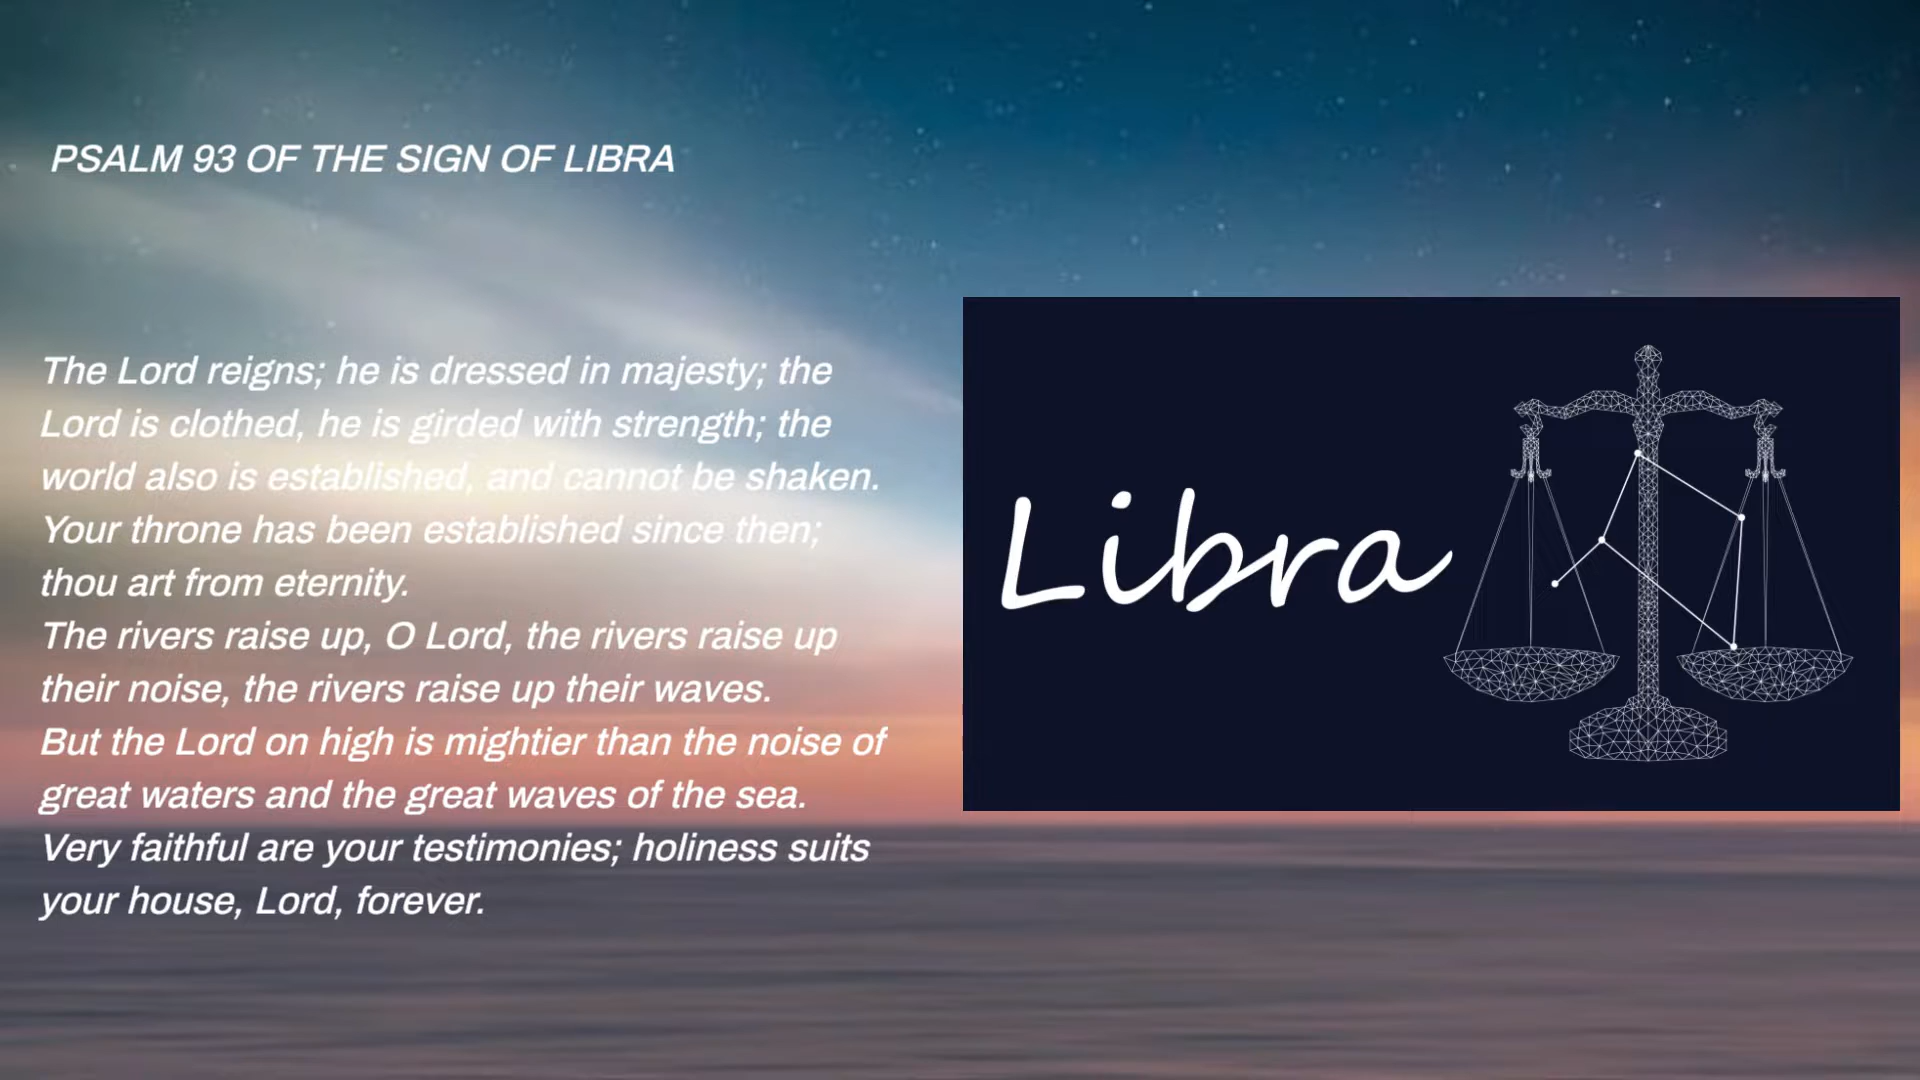 PSALM 93 OF THE SIGN OF LIBRA
The Lord reigns; he is dressed in majesty; the
Lord is clothed, he is girded with strength; the
world also is established, and cannot be shaken.
Your throne has been established since then;
thou art from eternity.
The rivers raise up, O Lord, the rivers raise up
their noise, the rivers raise up their waves.
But the Lord on high is mightier than the noise of
great waters and the great waves of the sea.
Very faithful are your testimonies; holiness suits
your house, Lord, forever.
Libra